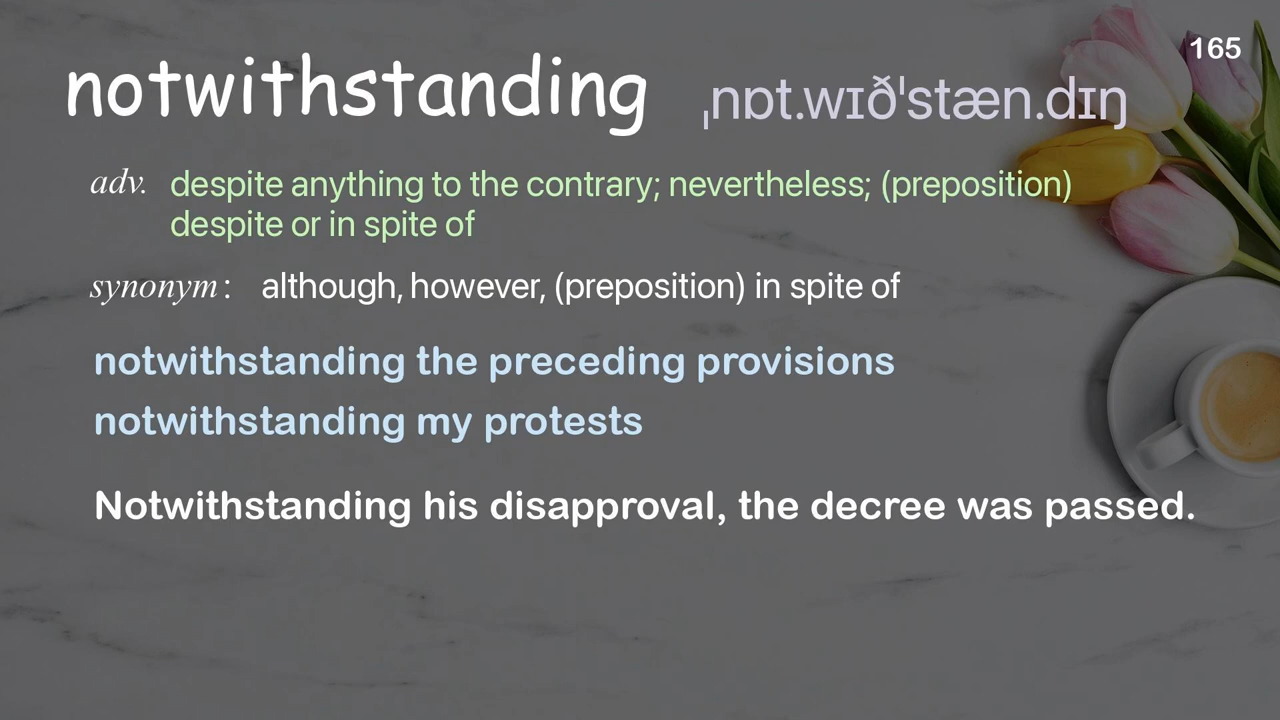 165
notwithstanding ˌnɒt.wɪðˈstæn.dɪŋ
adv. despite anything to the contrary; nevertheless; (preposition)
despite or in spite of
synonym : although, however, (preposition) in spite of
notwithstanding the preceding provisions
notwithstanding my protests
Notwithstanding his disapproval, the decree was passed.